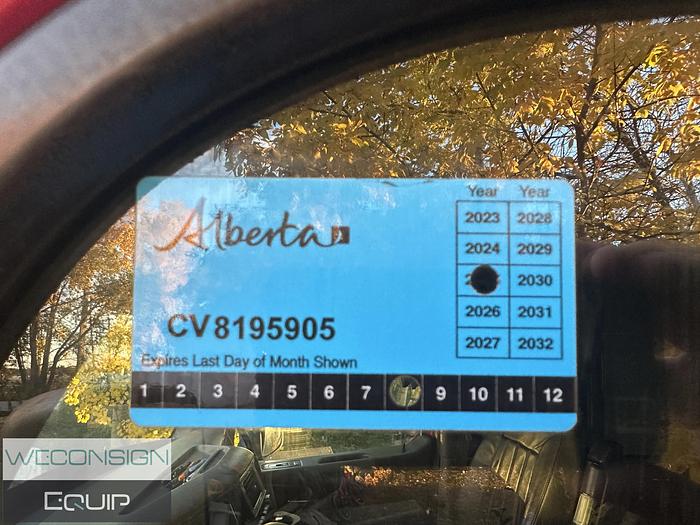 Alberta
Year Year
2023 2028
2024 2029
2030
2026 2031
2027 2032
CV8195905
Expires Last Day of Month Shown
1 2 3 4 5 6 7 9 10 11 12
WECONSIGN
EQUIP